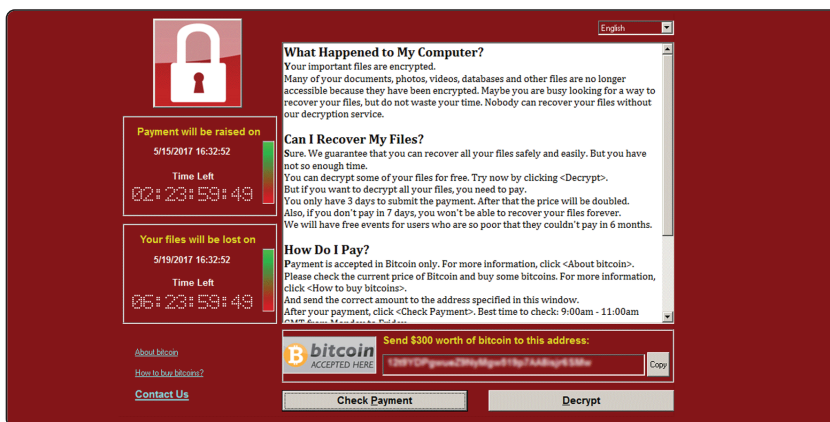 English
What Happened to My Computer?
Your important files are encrypted.
Many of your documents, photos, videos, databases and other files are no longer
accessible because they have been encrypted. Maybe you are busy looking for a way to
recover your files, but do not waste your time. Nobody can recover your files without
our decryption service.
Can I Recover My Files?
Sure. We guarantee that you can recover all your files safely and easily. But you have
not so enough time.
You can decrypt some of your files for free. Try now by clicking <Decrypt>.
But if you want to decrypt all your files, you need to pay.
You only have 3 days to submit the payment. After that the price will be doubled.
Also, if you don't pay in 7 days, you won't be able to recover your files forever.
We will have free events for users who are so poor that they couldn't pay in 6 months.
How Do I Pay?
Payment is accepted in Bitcoin only. For more information, click <About bitcoin>.
Please check the current price of Bitcoin and buy some bitcoins. For more information,
click <How to buy bitcoins>.
And send the correct amount to the address specified in this window.
After your payment, click <Check Payment>. Best time to check: 9:00am - 11:00am
GMT from Monday to Friday
Payment will be raised on
5/15/2017 16:32:52
Time Left
02:23:59:49
Your files will be lost on
5/19/2017 16:32:52
Time Left
06:23:59:49
About bitcoin
How to buy bitcoins?
Contact Us
bitcoin
ACCEPTED HERE
Send $300 worth of bitcoin to this address:
Copy
Check Payment
Decrypt